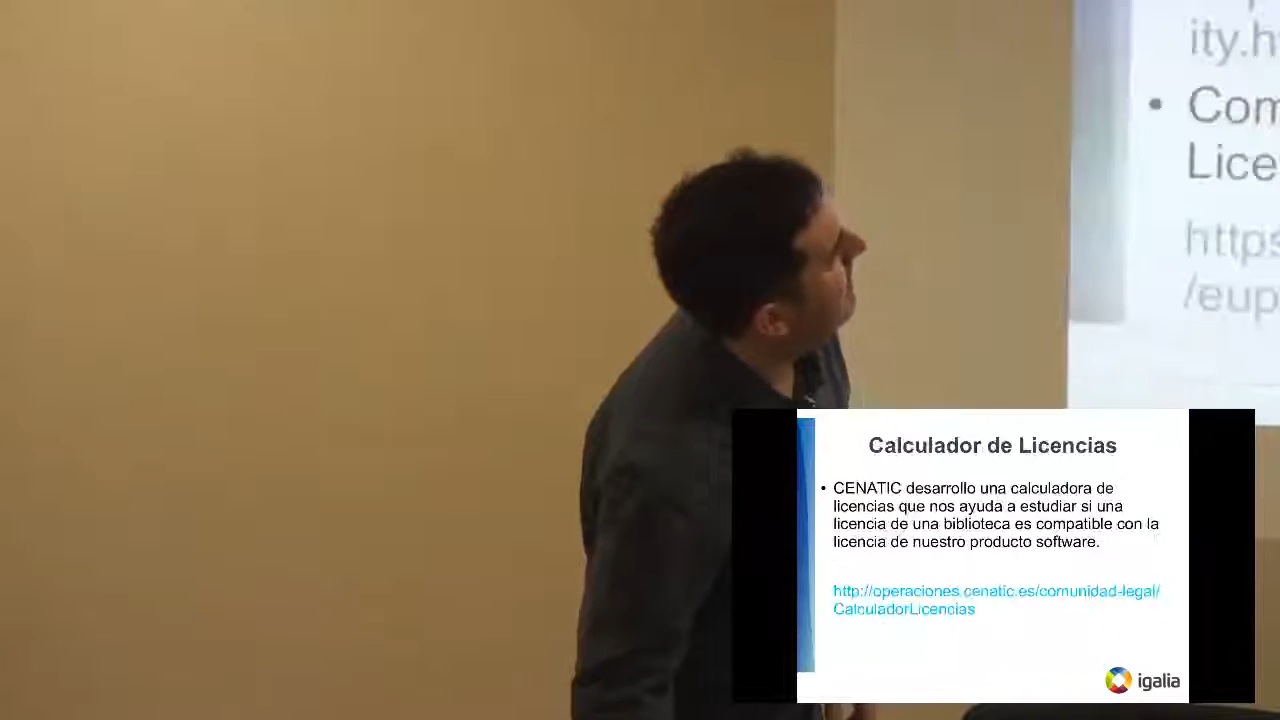 ity.h
• Com
Lice
https
/eup
Calculador de Licencias
• CENATIC desarrollo una calculadora de
licencias que nos ayuda a estudiar si una
licencia de una biblioteca es compatible con la
licencia de nuestro producto software.
http://operaciones.cenatic.es/comunidad-legal/
CalculadorLicencias
igalia